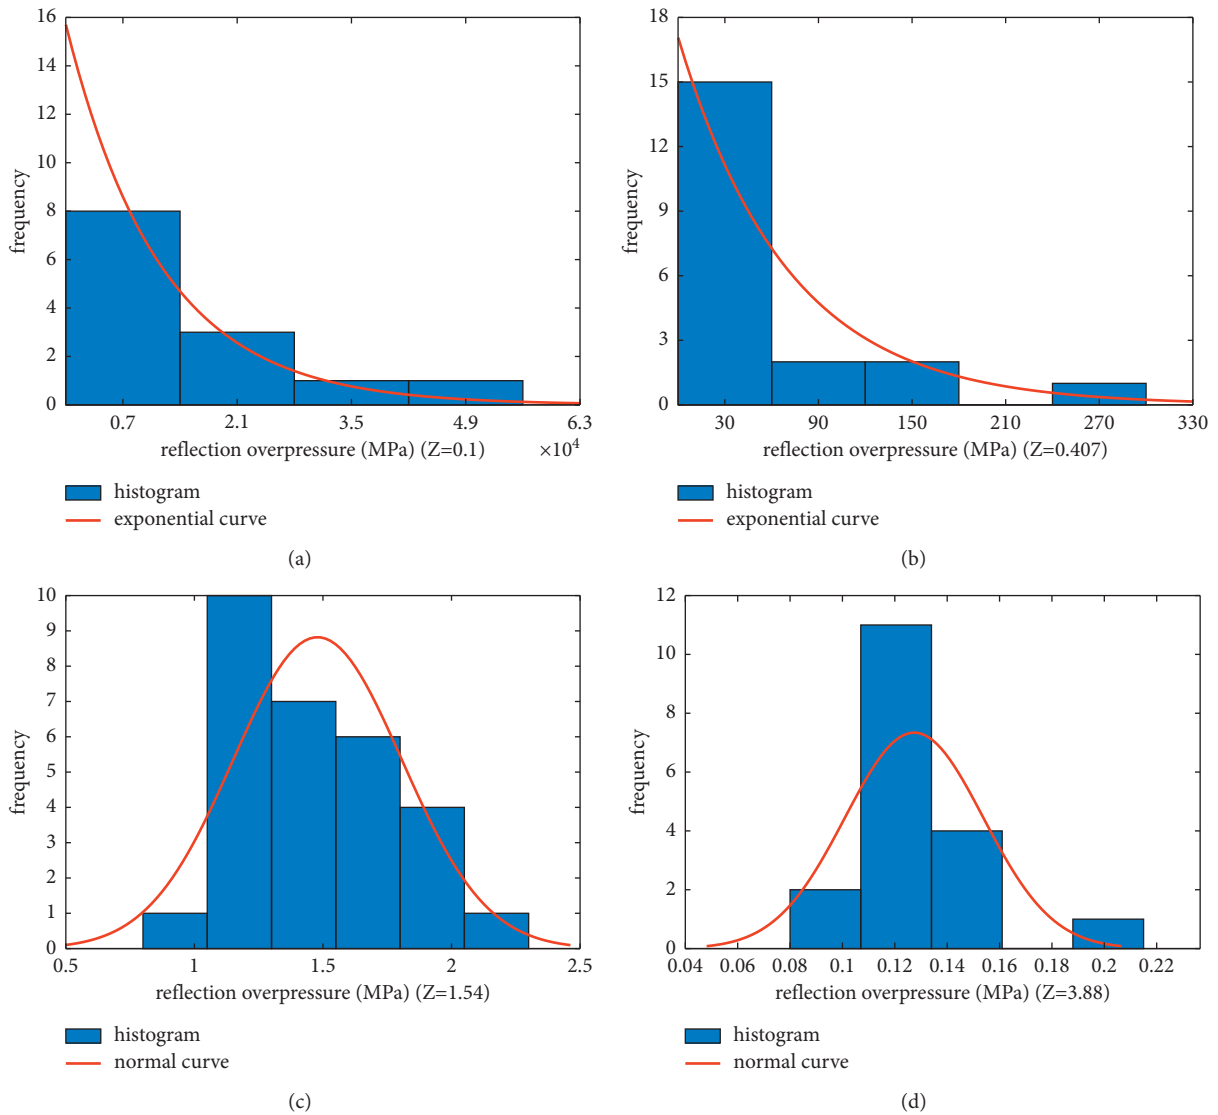 16
14
12
10
8
6
4
2
0
frequency
0.7 2.1 3.5 4.9 6.3
reflection overpressure (MPa) (Z=0.1) ×10⁴
histogram
exponential curve
(a)
18
15
12
9
6
3
0
frequency
30 90 150 210 270 330
reflection overpressure (MPa) (Z=0.407)
histogram
exponential curve
(b)
10
9
8
7
6
5
4
3
2
1
0
frequency
0.5 1 1.5 2 2.5
reflection overpressure (MPa) (Z=1.54)
histogram
normal curve
(c)
12
10
8
6
4
2
0
frequency
0.04 0.06 0.08 0.1 0.12 0.14 0.16 0.18 0.2 0.22
reflection overpressure (MPa) (Z=3.88)
histogram
normal curve
(d)